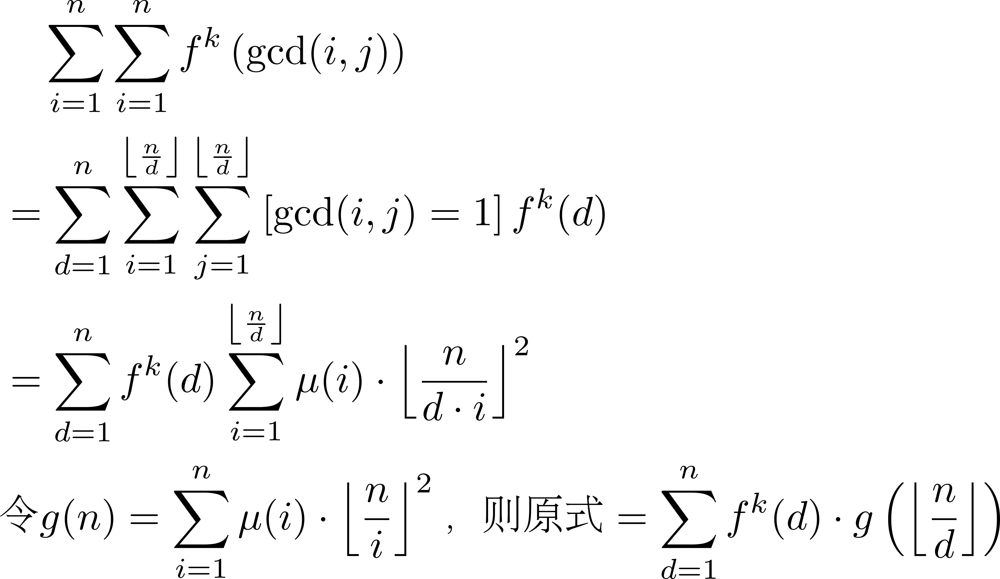 $\sum_{i=1}^{n}\sum_{i=1}^{n} f^k\left(\gcd(i,j)\right)$
$=\sum_{d=1}^{n}\sum_{i=1}^{\left\lfloor\frac{n}{d}\right\rfloor}\sum_{j=1}^{\left\lfloor\frac{n}{d}\right\rfloor}[\gcd(i,j)=1]f^k(d)$
$=\sum_{d=1}^{n} f^k(d)\sum_{i=1}^{\left\lfloor\frac{n}{d}\right\rfloor}\mu(i)\cdot\left\lfloor\frac{n}{d\cdot i}\right\rfloor^2$
令$g(n)=\sum_{i=1}^{n}\mu(i)\cdot\left\lfloor\frac{n}{i}\right\rfloor^2$,则原式$=\sum_{d=1}^{n} f^k(d)\cdot g\left(\left\lfloor\frac{n}{d}\right\rfloor\right)$